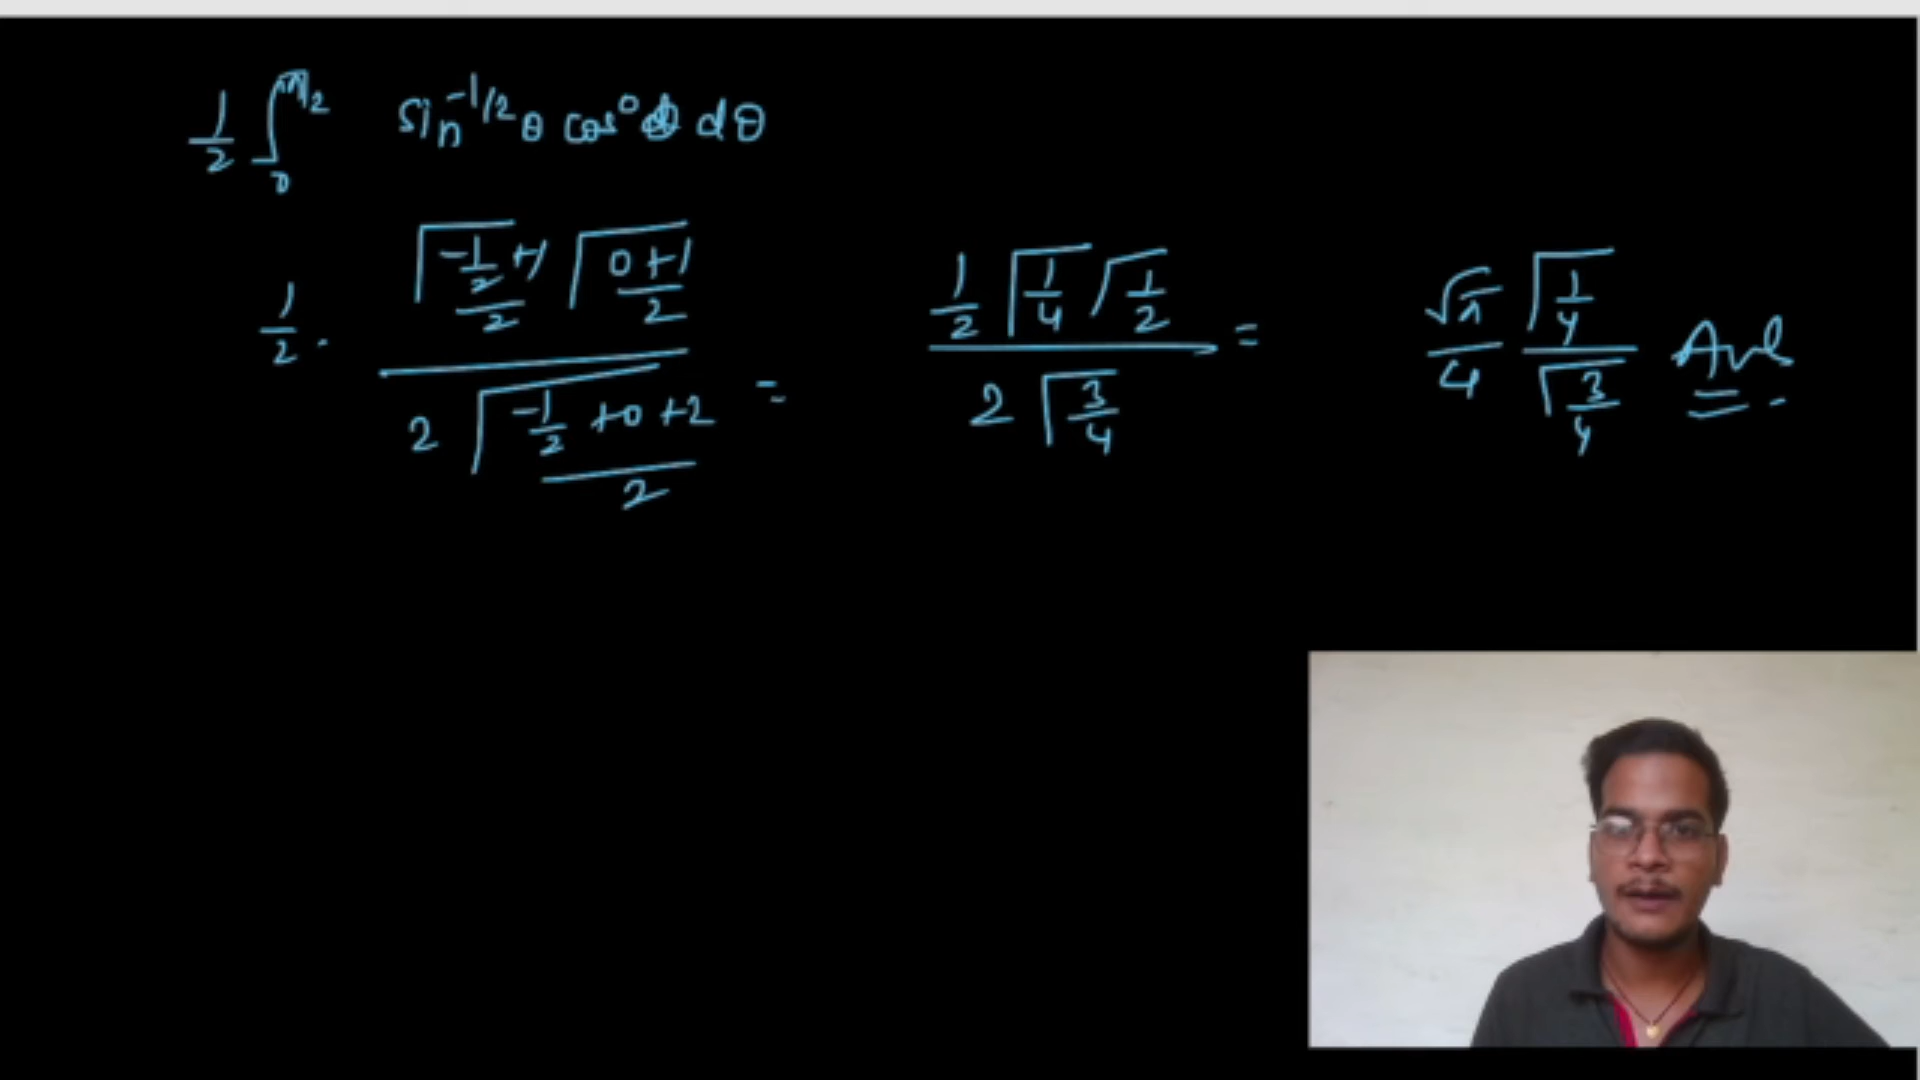 1/2 ∫₀^(π/2) sin^(-1/2) θ cos⁰ θ dθ
1/2 · (Γ((-1/2 + 1)/2) Γ((0+1)/2)) / (2 Γ((-1/2 + 0 + 2)/2)) = (1/2 Γ(1/4) Γ(1/2)) / (2 Γ(3/4)) = √π/4 Γ(1/4) / Γ(3/4) Ans